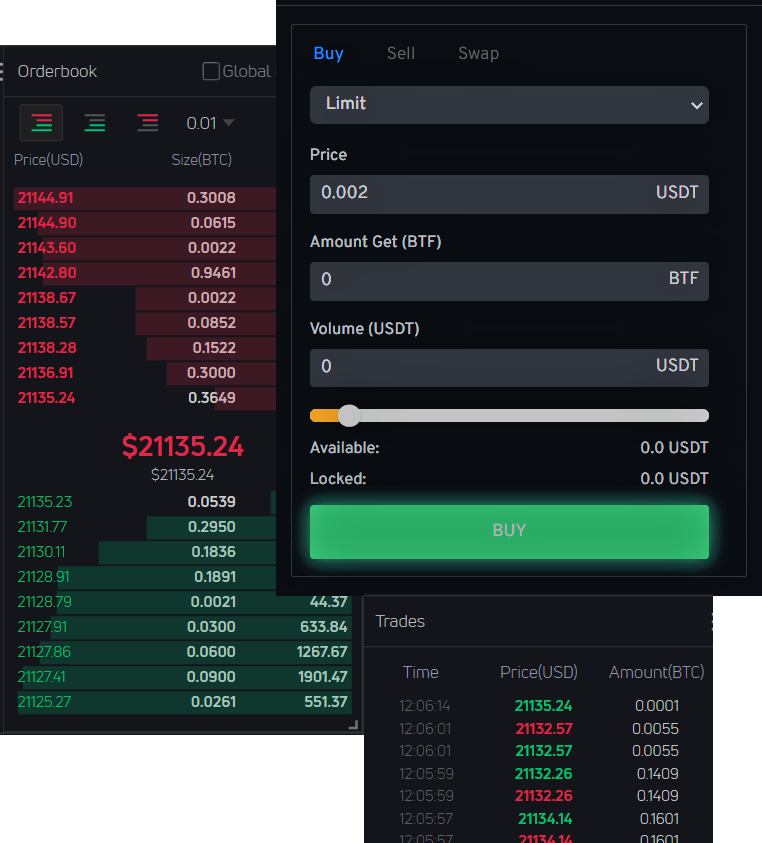 Orderbook
Global
0.01
Price(USD) Size(BTC)
21144.91 0.3008
21144.90 0.0615
21143.60 0.0022
21142.80 0.9461
21138.67 0.0022
21138.57 0.0852
21138.28 0.1522
21136.91 0.3000
21135.24 0.3649
$21135.24
$21135.24
21135.23 0.0539
21131.77 0.2950
21130.11 0.1836
21128.91 0.1891
21128.79 0.0021 44.37
21127.91 0.0300 633.84
21127.86 0.0600 1267.67
21127.41 0.0900 1901.47
21125.27 0.0261 551.37
Buy Sell Swap
Limit
Price
0.002 USDT
Amount Get (BTF)
0 BTF
Volume (USDT)
0 USDT
Available: 0.0 USDT
Locked: 0.0 USDT
BUY
Trades
Time Price(USD) Amount(BTC)
12:06:14 21135.24 0.0001
12:06:01 21132.57 0.0055
12:06:01 21132.57 0.0055
12:05:59 21132.26 0.1409
12:05:59 21132.26 0.1409
12:05:57 21134.14 0.1601
12:05:57 21134.14 0.1601